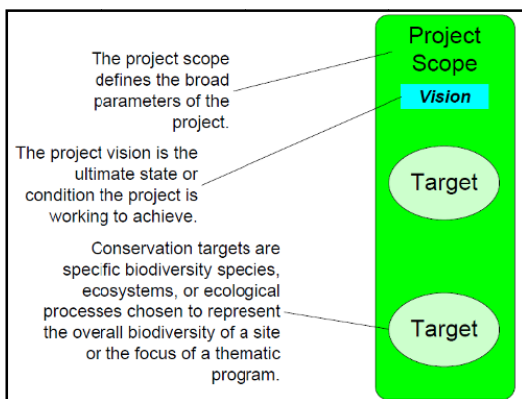 The project scope
defines the broad
parameters of the
project.
The project vision is the
ultimate state or
condition the project is
working to achieve.
Conservation targets are
specific biodiversity species,
ecosystems, or ecological
processes chosen to represent
the overall biodiversity of a site
or the focus of a thematic
program.
Project
Scope
Vision
Target
Target